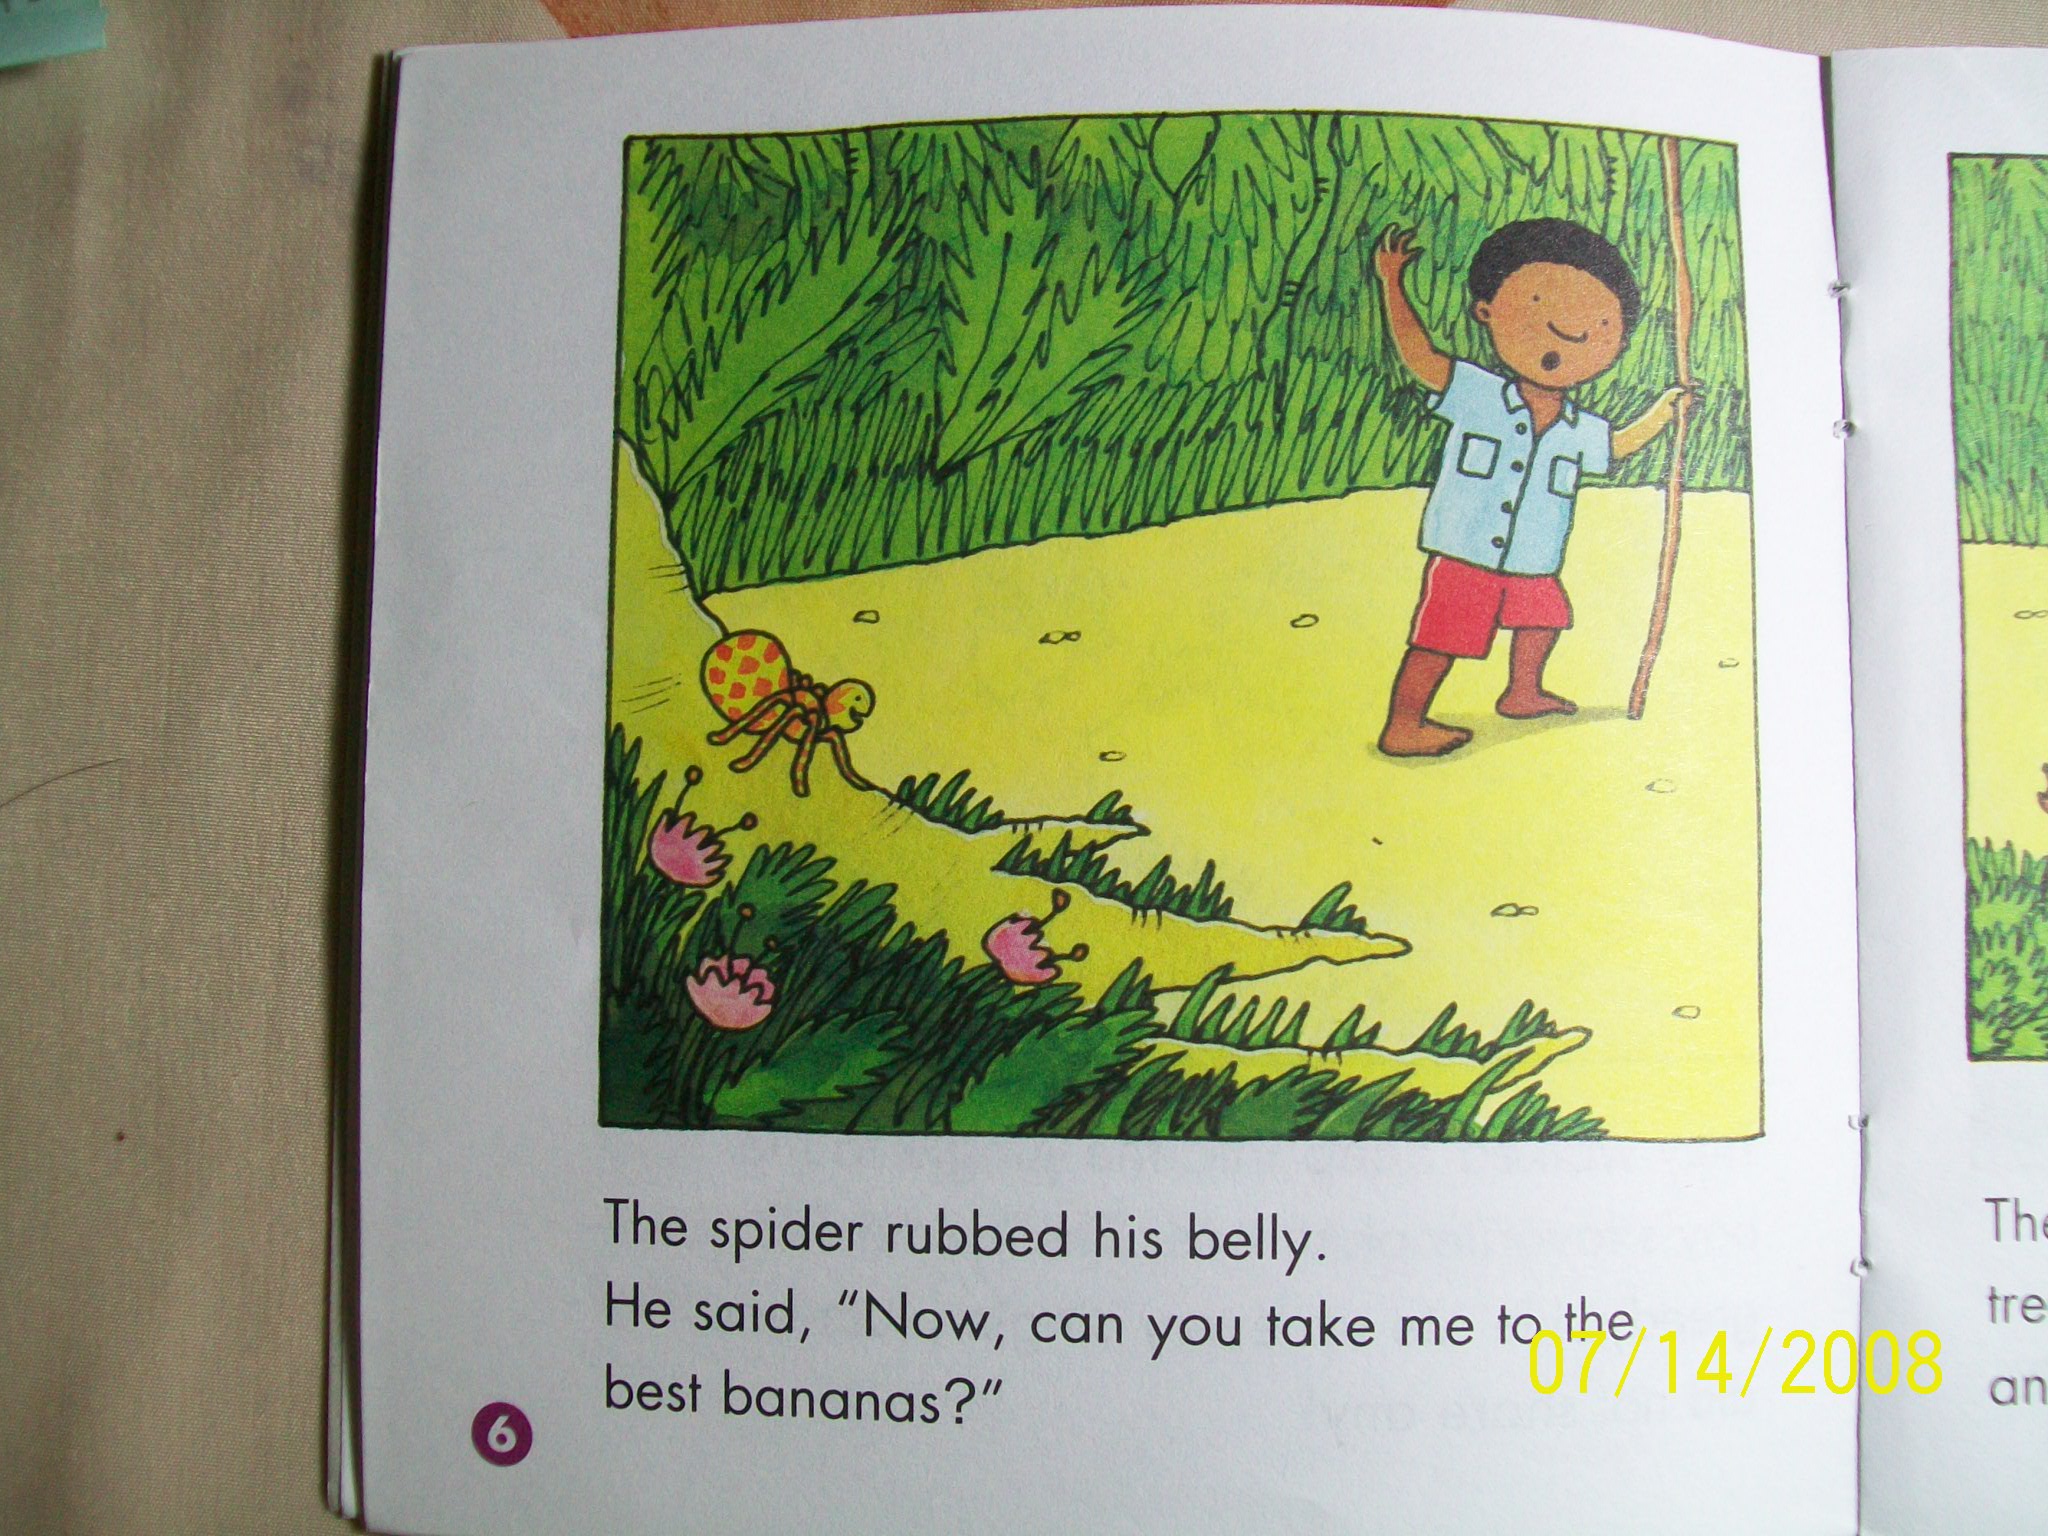 The spider rubbed his belly.
He said, “Now, can you take me to the
best bananas?”
6
07/14/2008
tre
an